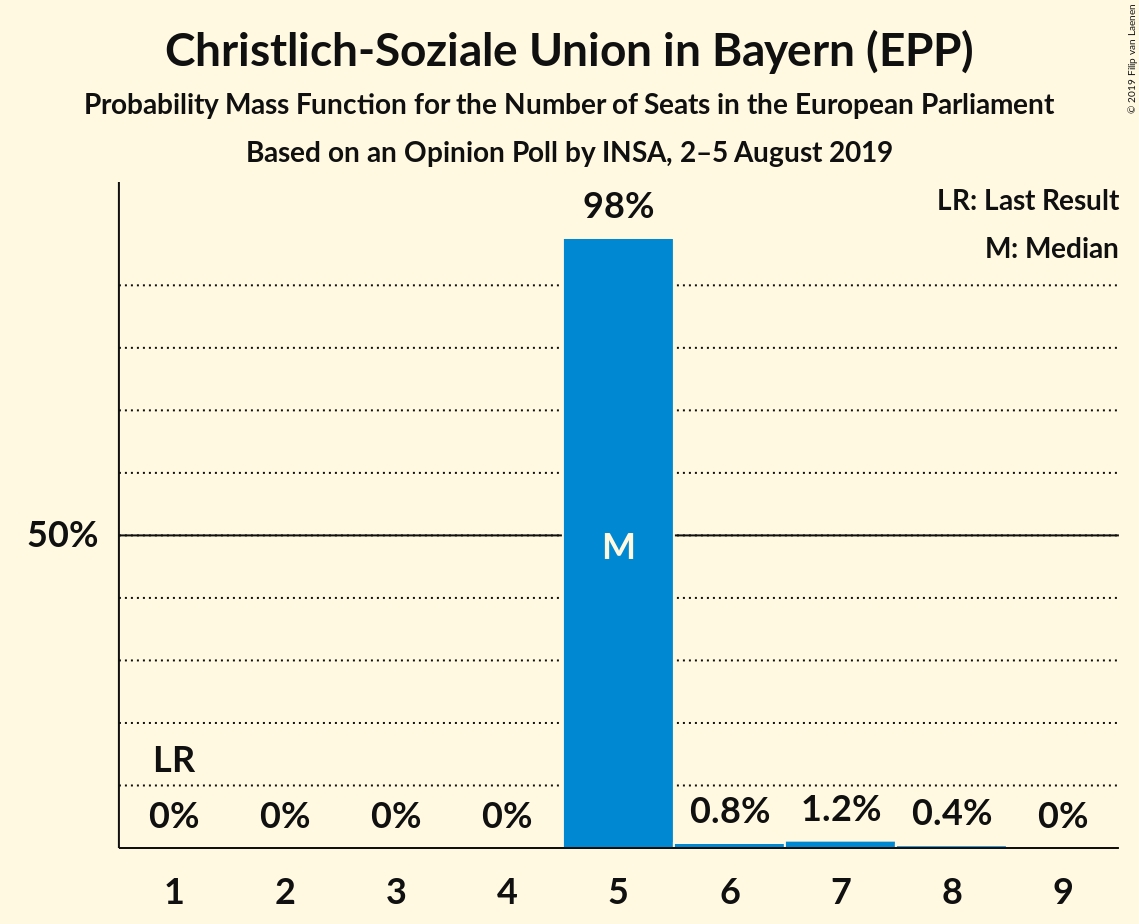 Christlich-Soziale Union in Bayern (EPP)
Probability Mass Function for the Number of Seats in the European Parliament
Based on an Opinion Poll by INSA, 2–5 August 2019
© 2019 Filip van Laenen
LR: Last Result
M: Median
98%
50%
M
LR
0% 0% 0% 0% 0.8% 1.2% 0.4% 0%
1 2 3 4 5 6 7 8 9